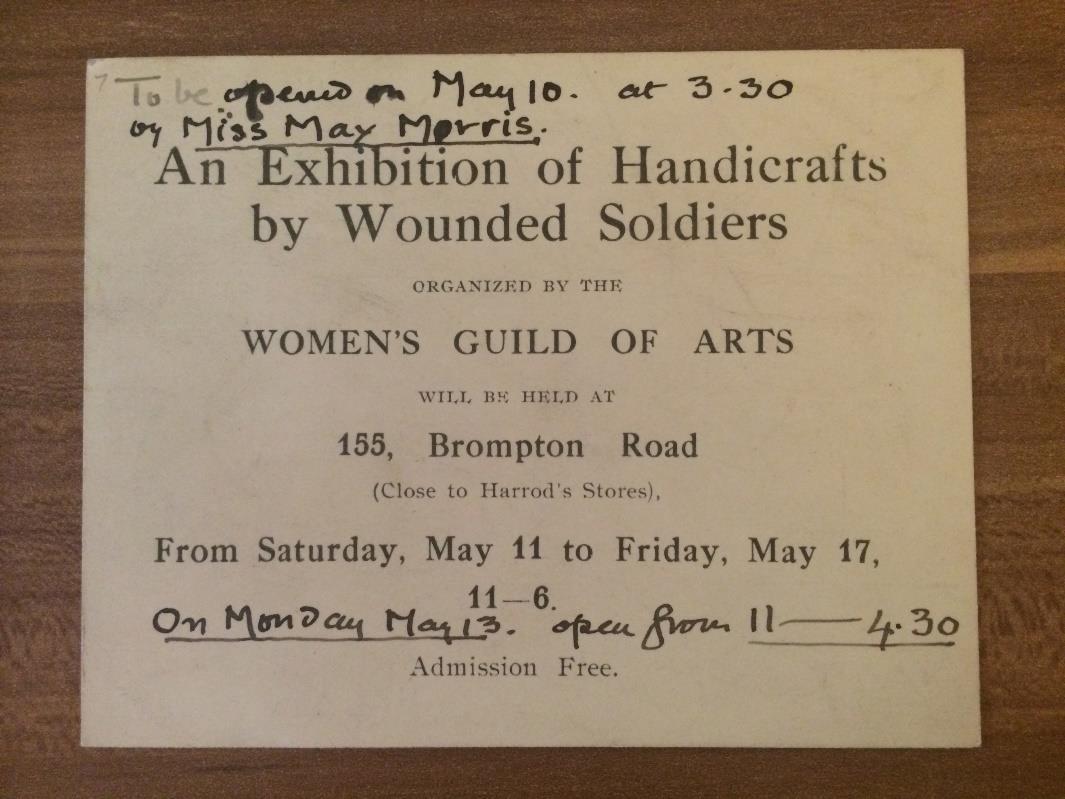 To be opened on May 10. at 3.30
by Miss May Morris.
An Exhibition of Handicrafts
by Wounded Soldiers
ORGANIZED BY THE
WOMEN'S GUILD OF ARTS
WILL BE HELD AT
155, Brompton Road
(Close to Harrod's Stores),
From Saturday, May 11 to Friday, May 17,
11—6.
On Monday May 13. open from 11 — 4.30
Admission Free.